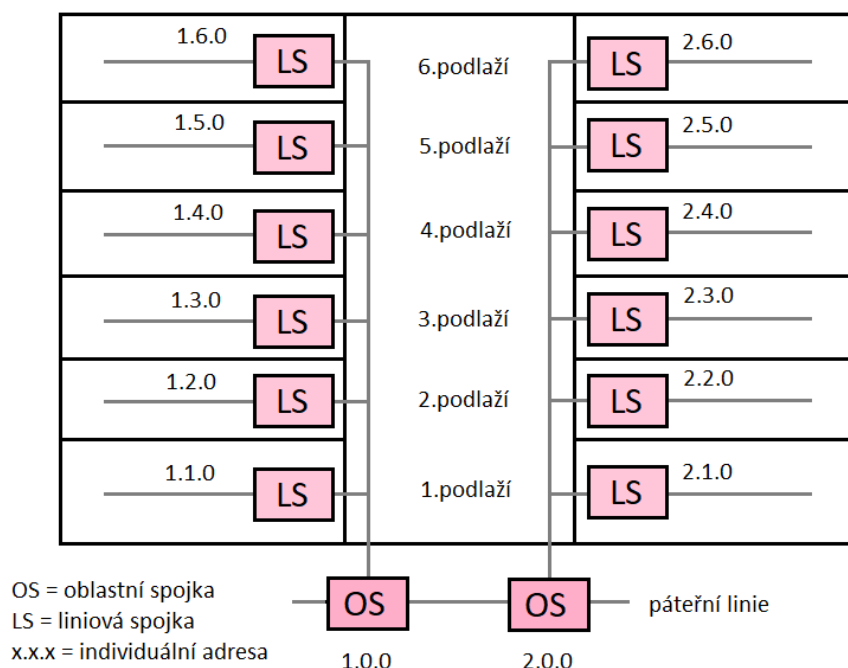 1.6.0 LS 6.podlaží LS 2.6.0
1.5.0 LS 5.podlaží LS 2.5.0
1.4.0 LS 4.podlaží LS 2.4.0
1.3.0 LS 3.podlaží LS 2.3.0
1.2.0 LS 2.podlaží LS 2.2.0
1.1.0 LS 1.podlaží LS 2.1.0
OS = oblastní spojka
LS = liniová spojka
x.x.x = individuální adresa
OS OS páteřní linie
1.0.0 2.0.0